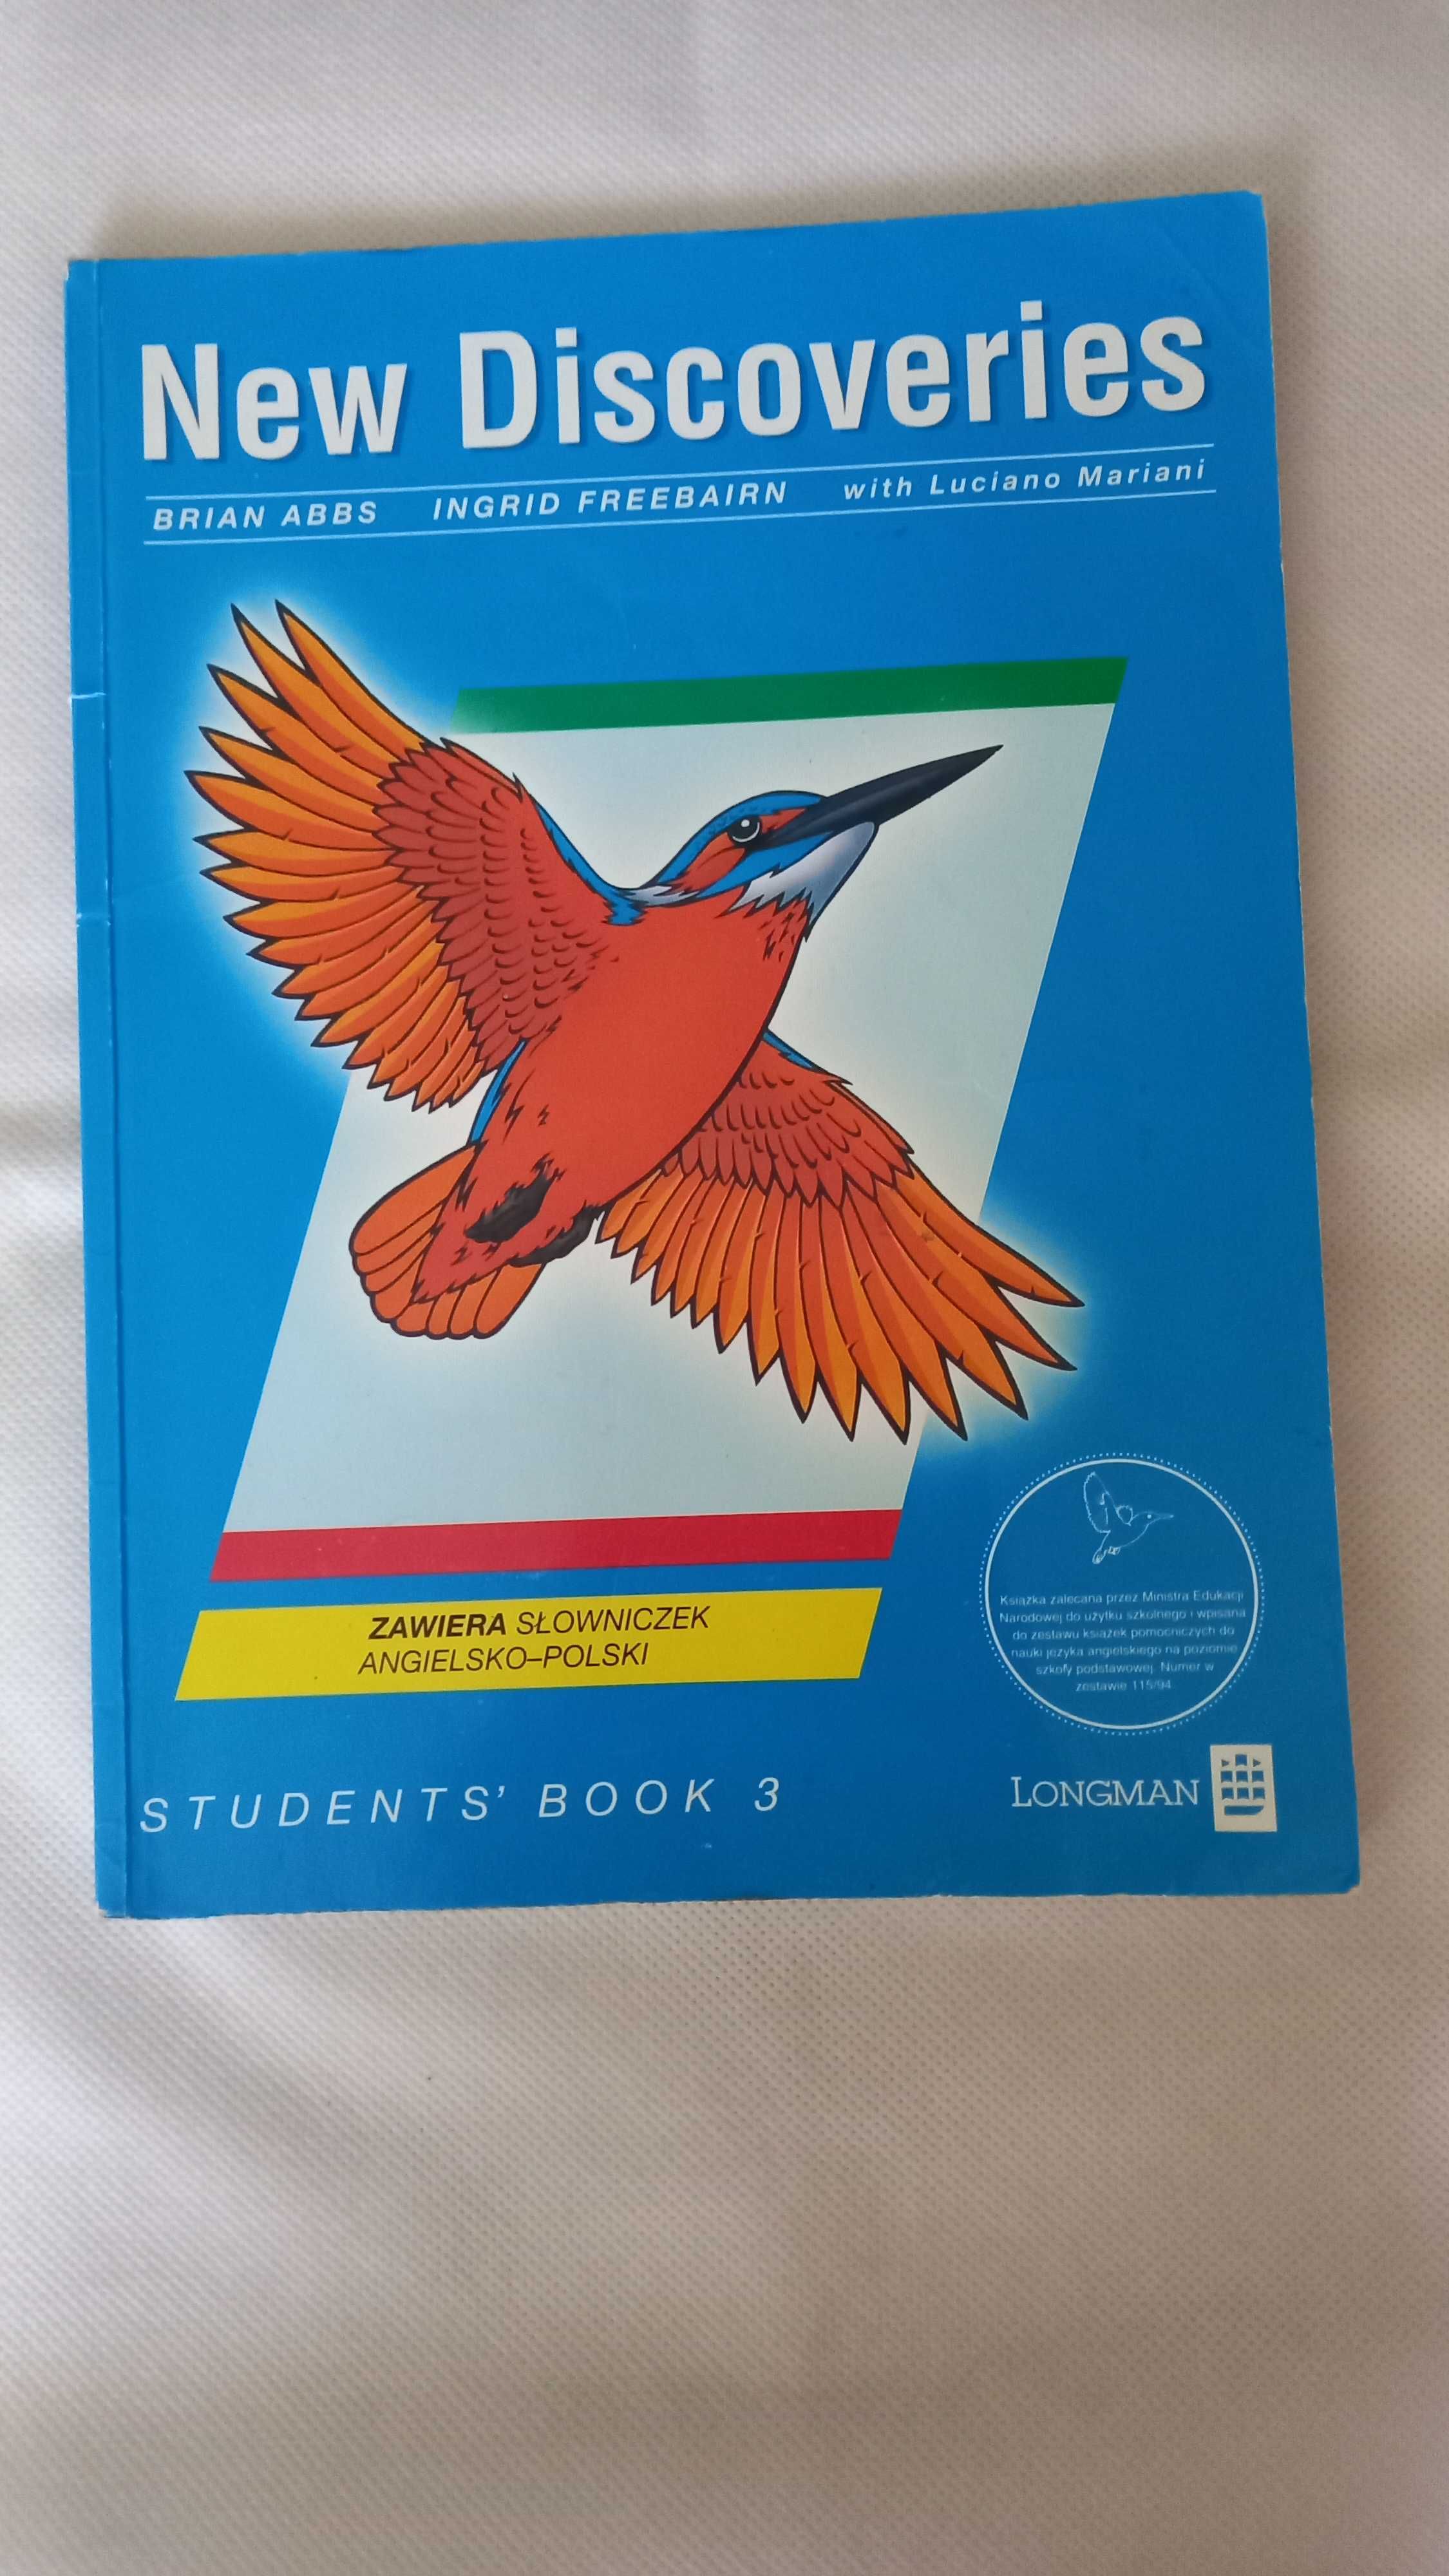 New Discoveries
BRIAN ABBS INGRID FREEBAIRN with Luciano Mariani
ZAWIERA SŁOWNICZEK
ANGIELSKO–POLSKI
Książka zalecana przez Ministra Edukacji
Narodowej do użytku szkolnego i wpisana
do zestawu książek pomocniczych do
nauki języka angielskiego na poziomie
szkoły podstawowej. Numer w
zestawie 115/94
STUDENTS' BOOK 3
LONGMAN